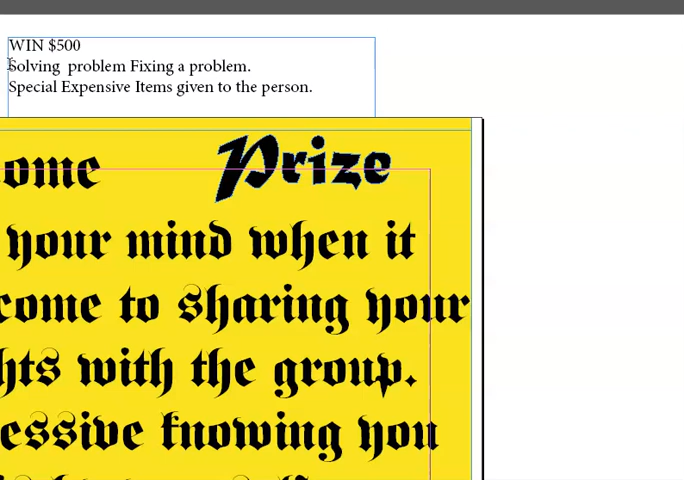 WIN $500
Solving  problem Fixing a problem.
Special Expensive Items given to the person.
ome Prize
your mind when it
come to sharing your
hts with the group.
essive knowing you